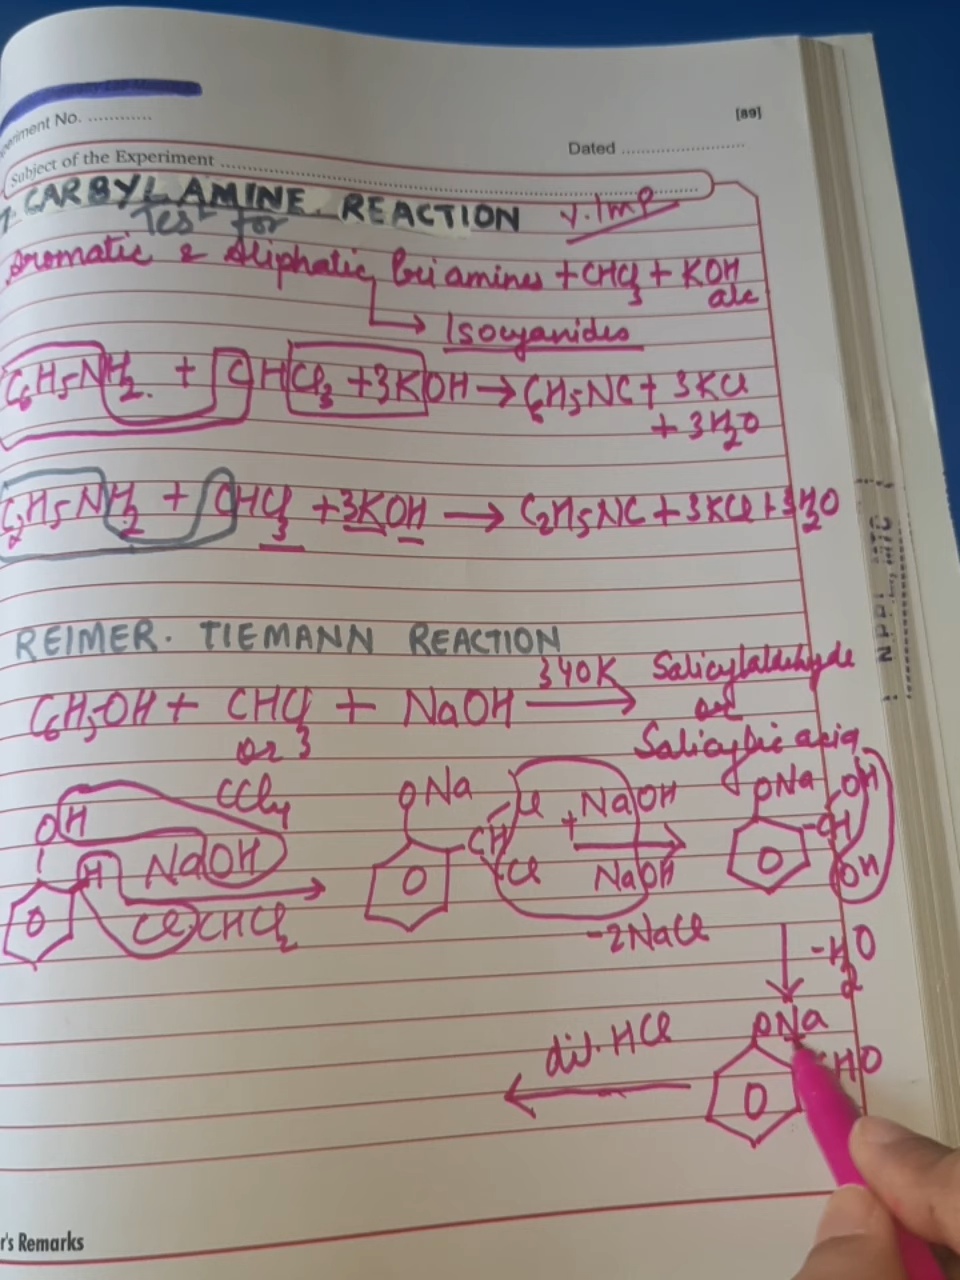 [89]
eriment No. ............
Dated ........................
Subject of the Experiment ........................
7. CARBYLAMINE REACTION V. Imp
Test for
Aromatic & Aliphatic Pri amines + CHCl3 + KOH
alc
Isocyanides
C6H5NH2 + CHCl3 + 3KOH → C6H5NC + 3KCl
+ 3H2O
C2H5NH2 + CHCl3 + 3KOH → C2H5NC + 3KCl + 3H2O
REIMER. TIEMANN REACTION
C6H5OH + CHCl3 + NaOH 340K → Salicylaldehyde
or or
CCl4 Salicylic acid
OH H NaOH Cl.CHCl2 →
ONa CH Cl Cl + NaOH NaOH →
-2NaCl
ONa CH OH OH
-H2O
ONa
CHO
dil. HCl
r's Remarks